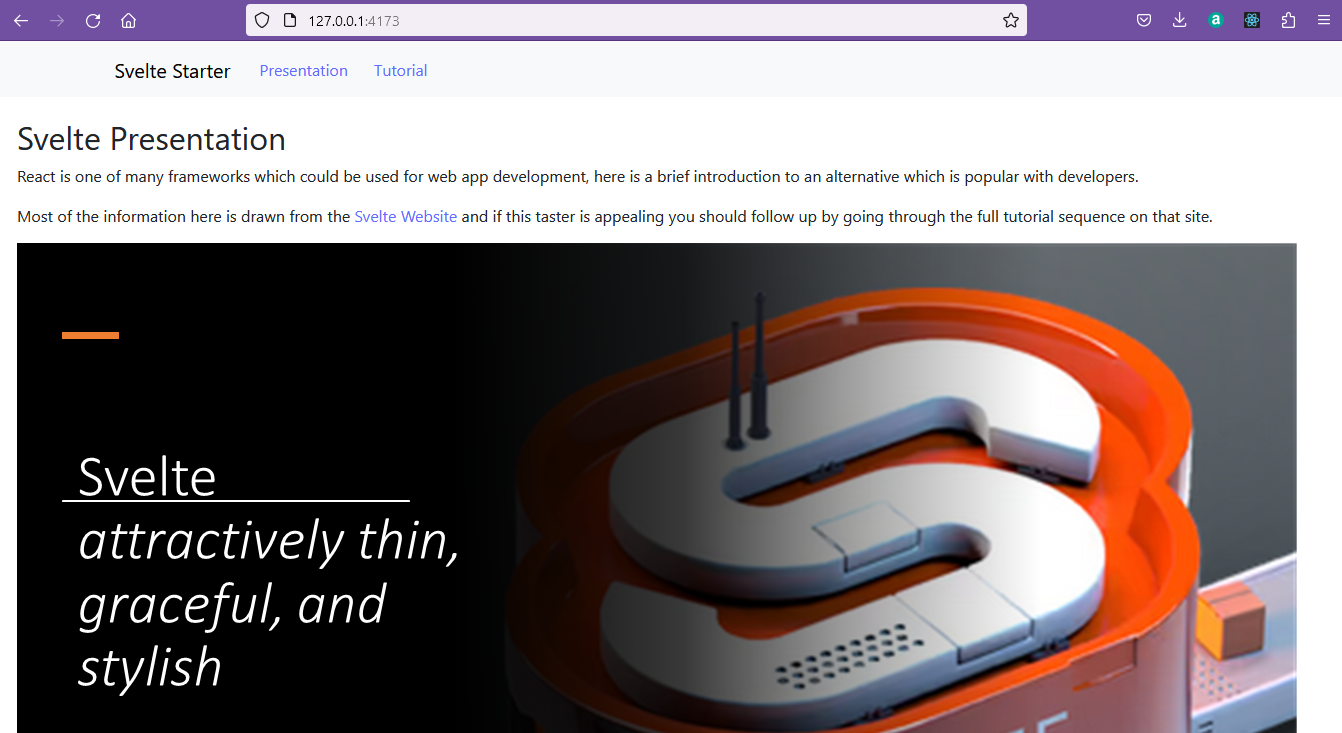 127.0.0.1:4173
Svelte Starter Presentation Tutorial
Svelte Presentation
React is one of many frameworks which could be used for web app development, here is a brief introduction to an alternative which is popular with developers.
Most of the information here is drawn from the Svelte Website and if this taster is appealing you should follow up by going through the full tutorial sequence on that site.
Svelte
attractively thin,
graceful, and
stylish